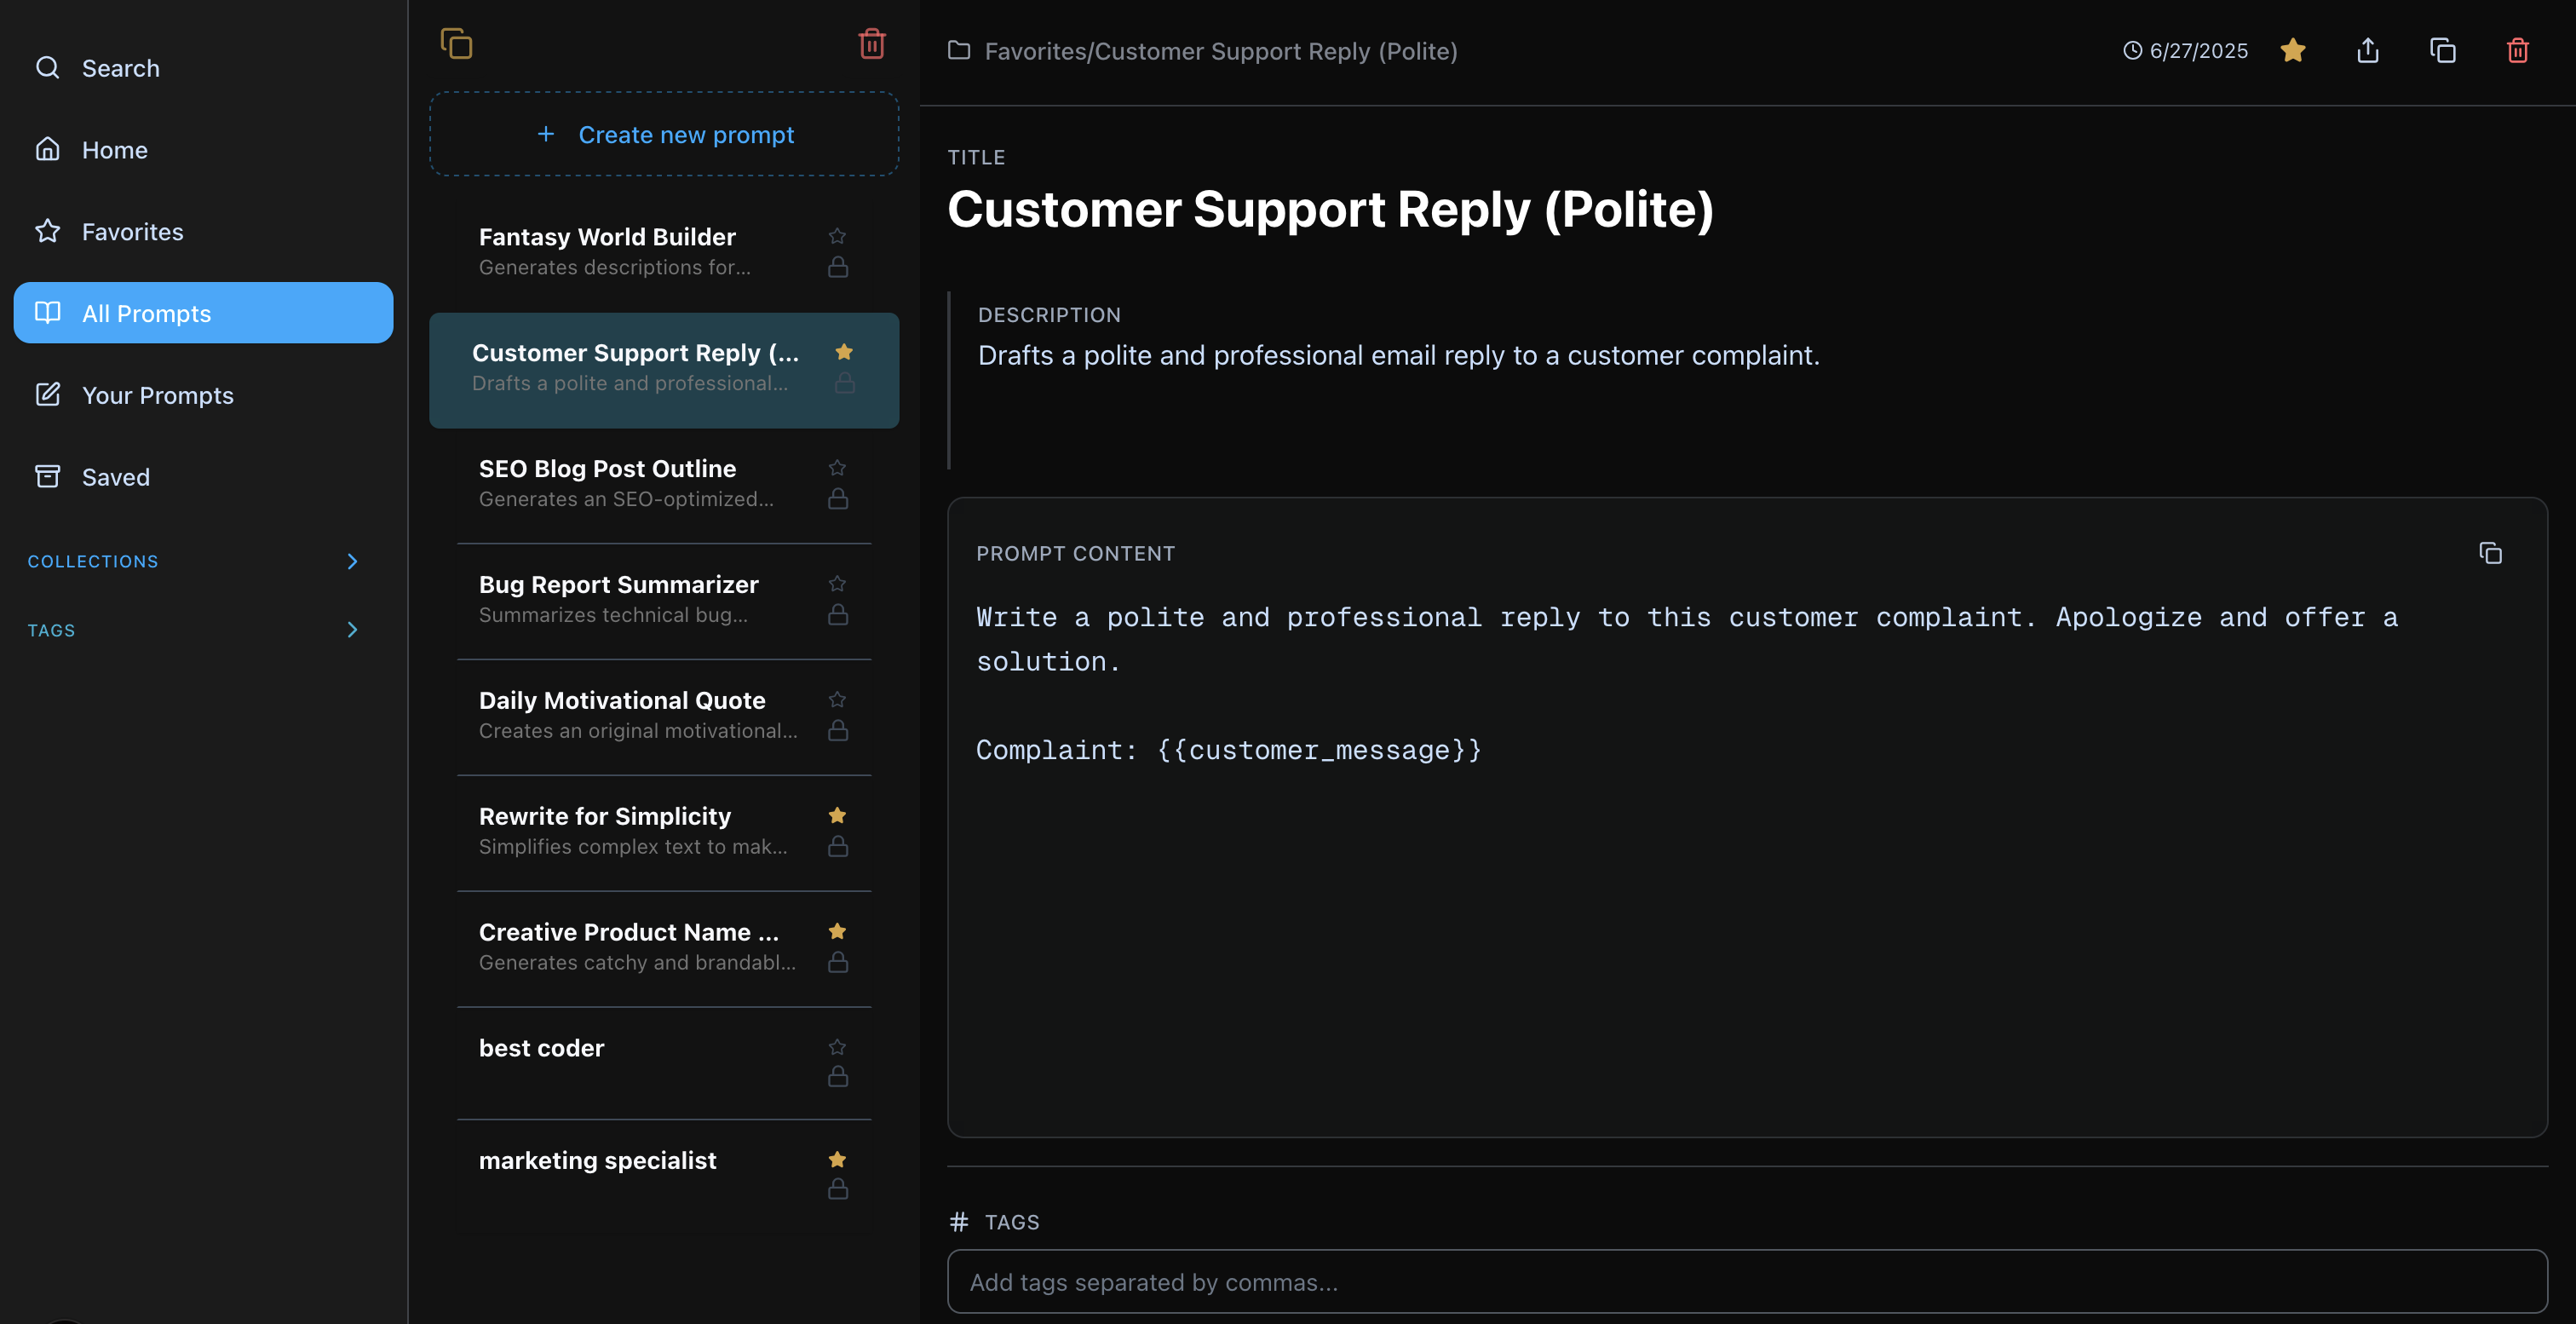 Search
Home
Favorites
All Prompts
Your Prompts
Saved
COLLECTIONS
TAGS
Create new prompt
Fantasy World Builder
Generates descriptions for...
Customer Support Reply (...
Drafts a polite and professional...
SEO Blog Post Outline
Generates an SEO-optimized...
Bug Report Summarizer
Summarizes technical bug...
Daily Motivational Quote
Creates an original motivational...
Rewrite for Simplicity
Simplifies complex text to mak...
Creative Product Name ...
Generates catchy and brandabl...
best coder
marketing specialist
Favorites/Customer Support Reply (Polite)
6/27/2025
TITLE
Customer Support Reply (Polite)
DESCRIPTION
Drafts a polite and professional email reply to a customer complaint.
PROMPT CONTENT
Write a polite and professional reply to this customer complaint. Apologize and offer a
solution.
Complaint: {{customer_message}}
# TAGS
Add tags separated by commas...